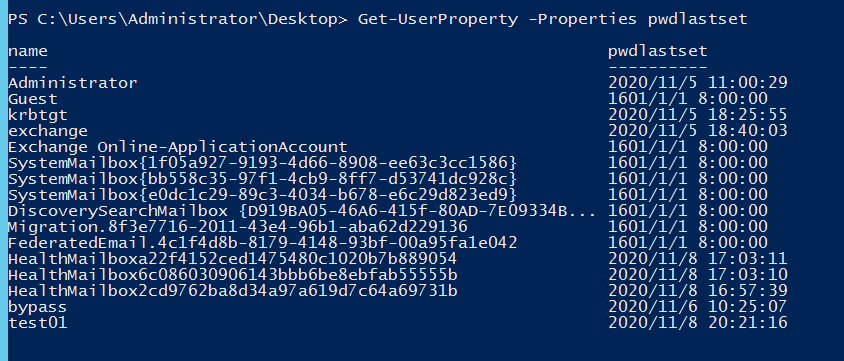 PS C:\Users\Administrator\Desktop> Get-UserProperty -Properties pwdlastset
name pwdlastset
---- ----------
Administrator 2020/11/5 11:00:29
Guest 1601/1/1 8:00:00
krbtgt 2020/11/5 18:25:55
exchange 2020/11/5 18:40:03
Exchange Online-ApplicationAccount 1601/1/1 8:00:00
SystemMailbox{1f05a927-9193-4d66-8908-ee63c3cc1586} 1601/1/1 8:00:00
SystemMailbox{bb558c35-97f1-4cb9-8ff7-d53741dc928c} 1601/1/1 8:00:00
SystemMailbox{e0dc1c29-89c3-4034-b678-e6c29d823ed9} 1601/1/1 8:00:00
DiscoverySearchMailbox {D919BA05-46A6-415f-80AD-7E09334B... 1601/1/1 8:00:00
Migration.8f3e7716-2011-43e4-96b1-aba62d229136 1601/1/1 8:00:00
FederatedEmail.4c1f4d8b-8179-4148-93bf-00a95fa1e042 1601/1/1 8:00:00
HealthMailboxa22f4152ced1475480c1020b7b889054 2020/11/8 17:03:11
HealthMailbox6c086030906143bbb6be8ebfab55555b 2020/11/8 17:03:10
HealthMailbox2cd9762ba8d34a97a619d7c64a69731b 2020/11/8 16:57:39
bypass 2020/11/6 10:25:07
test01 2020/11/8 20:21:16